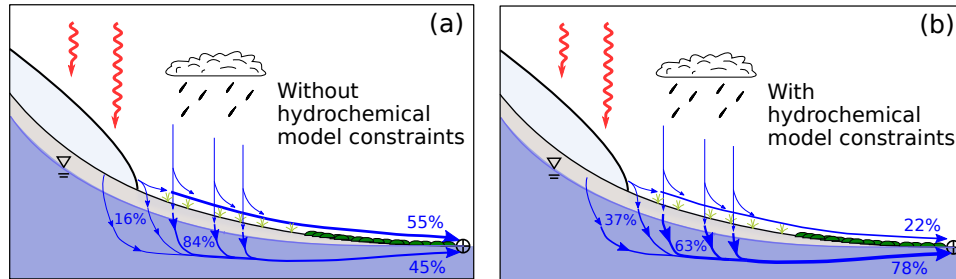 (a)
Without
hydrochemical
model constraints
16%
84%
55%
45%
(b)
With
hydrochemical
model constraints
37%
63%
22%
78%